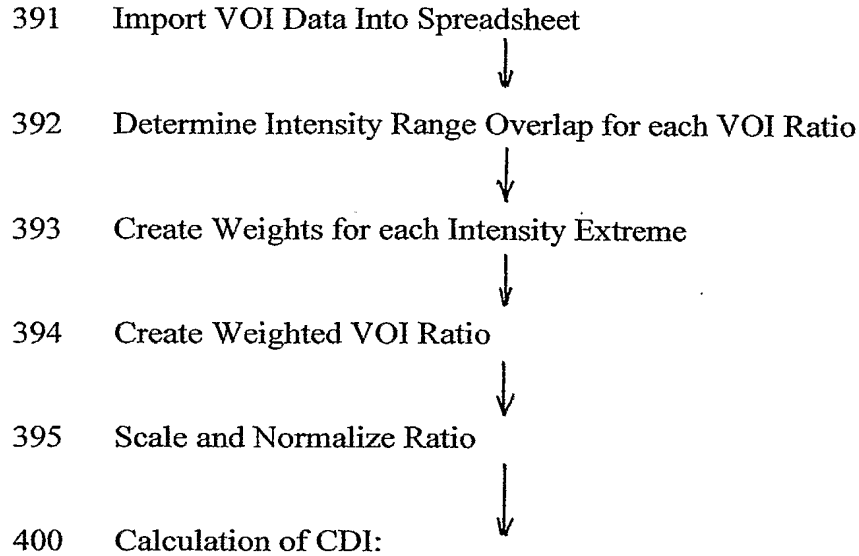 391 Import VOI Data Into Spreadsheet
392 Determine Intensity Range Overlap for each VOI Ratio
393 Create Weights for each Intensity Extreme
394 Create Weighted VOI Ratio
395 Scale and Normalize Ratio
400 Calculation of CDI: